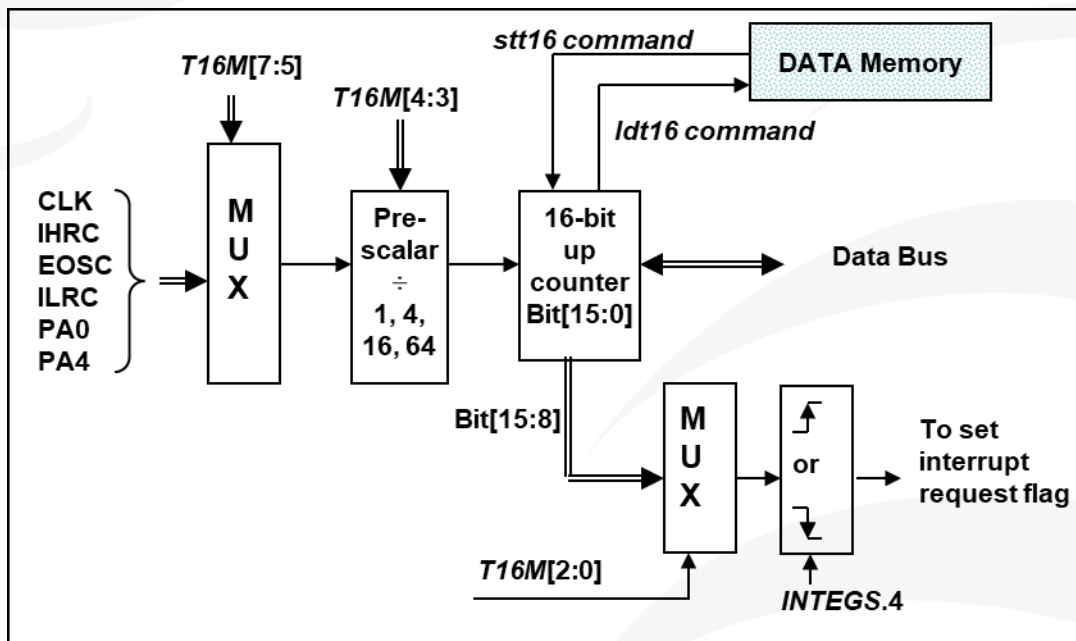 stt16 command
DATA Memory
T16M[7:5]
T16M[4:3]
ldt16 command
CLK
IHRC
EOSC
ILRC
PA0
PA4
M
U
X
Pre-
scalar
÷
1, 4,
16, 64
16-bit
up
counter
Bit[15:0]
Data Bus
Bit[15:8]
M
U
X
or
To set
interrupt
request flag
T16M[2:0]
INTEGS.4